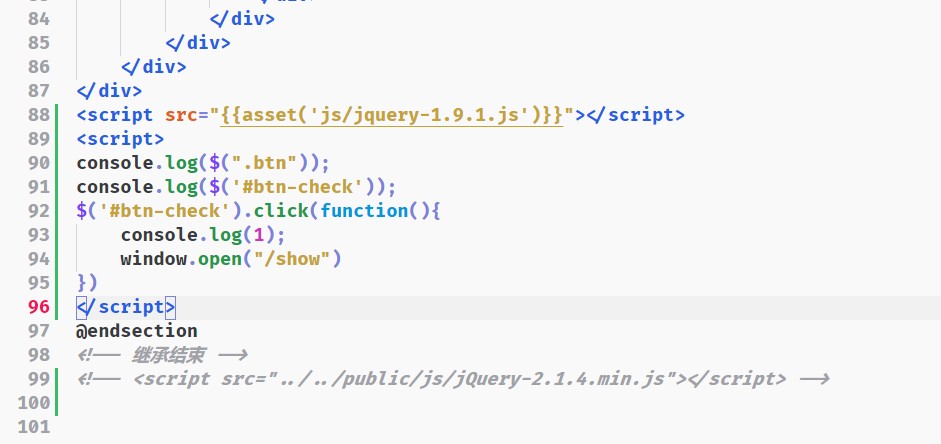 84 </div>
85 </div>
86 </div>
87 </div>
88 <script src="{{asset('js/jquery-1.9.1.js')}}"></script>
89 <script>
90 console.log($(".btn"));
91 console.log($('#btn-check'));
92 $('#btn-check').click(function(){
93 console.log(1);
94 window.open("/show")
95 })
96 </script>
97 @endsection
98 <!-- 继承结束 -->
99 <!-- <script src="../../public/js/jQuery-2.1.4.min.js"></script> -->
100
101